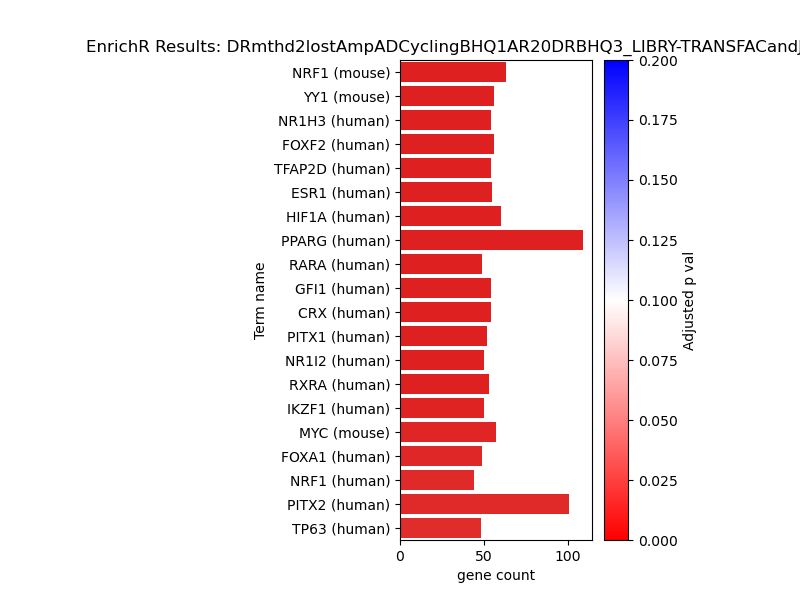 EnrichR Results: DRmthd2lostAmpADCyclingBHQ1AR20DRBHQ3_LIBRY-TRANSFACandJ
NRF1 (mouse)
YY1 (mouse)
NR1H3 (human)
FOXF2 (human)
TFAP2D (human)
ESR1 (human)
HIF1A (human)
PPARG (human)
RARA (human)
GFI1 (human)
CRX (human)
PITX1 (human)
NR1I2 (human)
RXRA (human)
IKZF1 (human)
MYC (mouse)
FOXA1 (human)
NRF1 (human)
PITX2 (human)
TP63 (human)
Term name
0 50 100
gene count
0.200
0.175
0.150
0.125
0.100
0.075
0.050
0.025
0.000
Adjusted p val